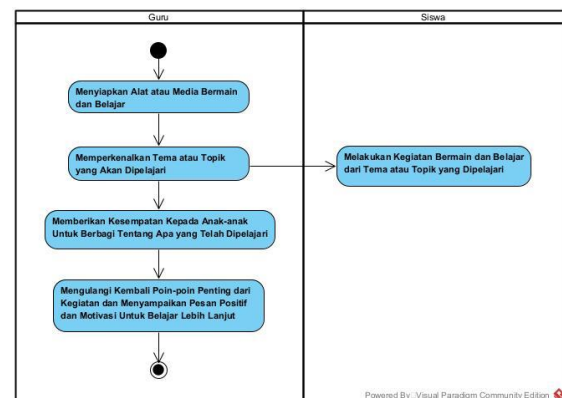 Guru
Siswa
Menyiapkan Alat atau Media Bermain
dan Belajar
Memperkenalkan Tema atau Topik
yang Akan Dipelajari
Melakukan Kegiatan Bermain dan Belajar
dari Tema atau Topik yang Dipelajari
Memberikan Kesempatan Kepada Anak-anak
Untuk Berbagi Tentang Apa yang Telah Dipelajari
Mengulangi Kembali Poin-poin Penting dari
Kegiatan dan Menyampaikan Pesan Positif
dan Motivasi Untuk Belajar Lebih Lanjut
Powered By: Visual Paradigm Community Edition